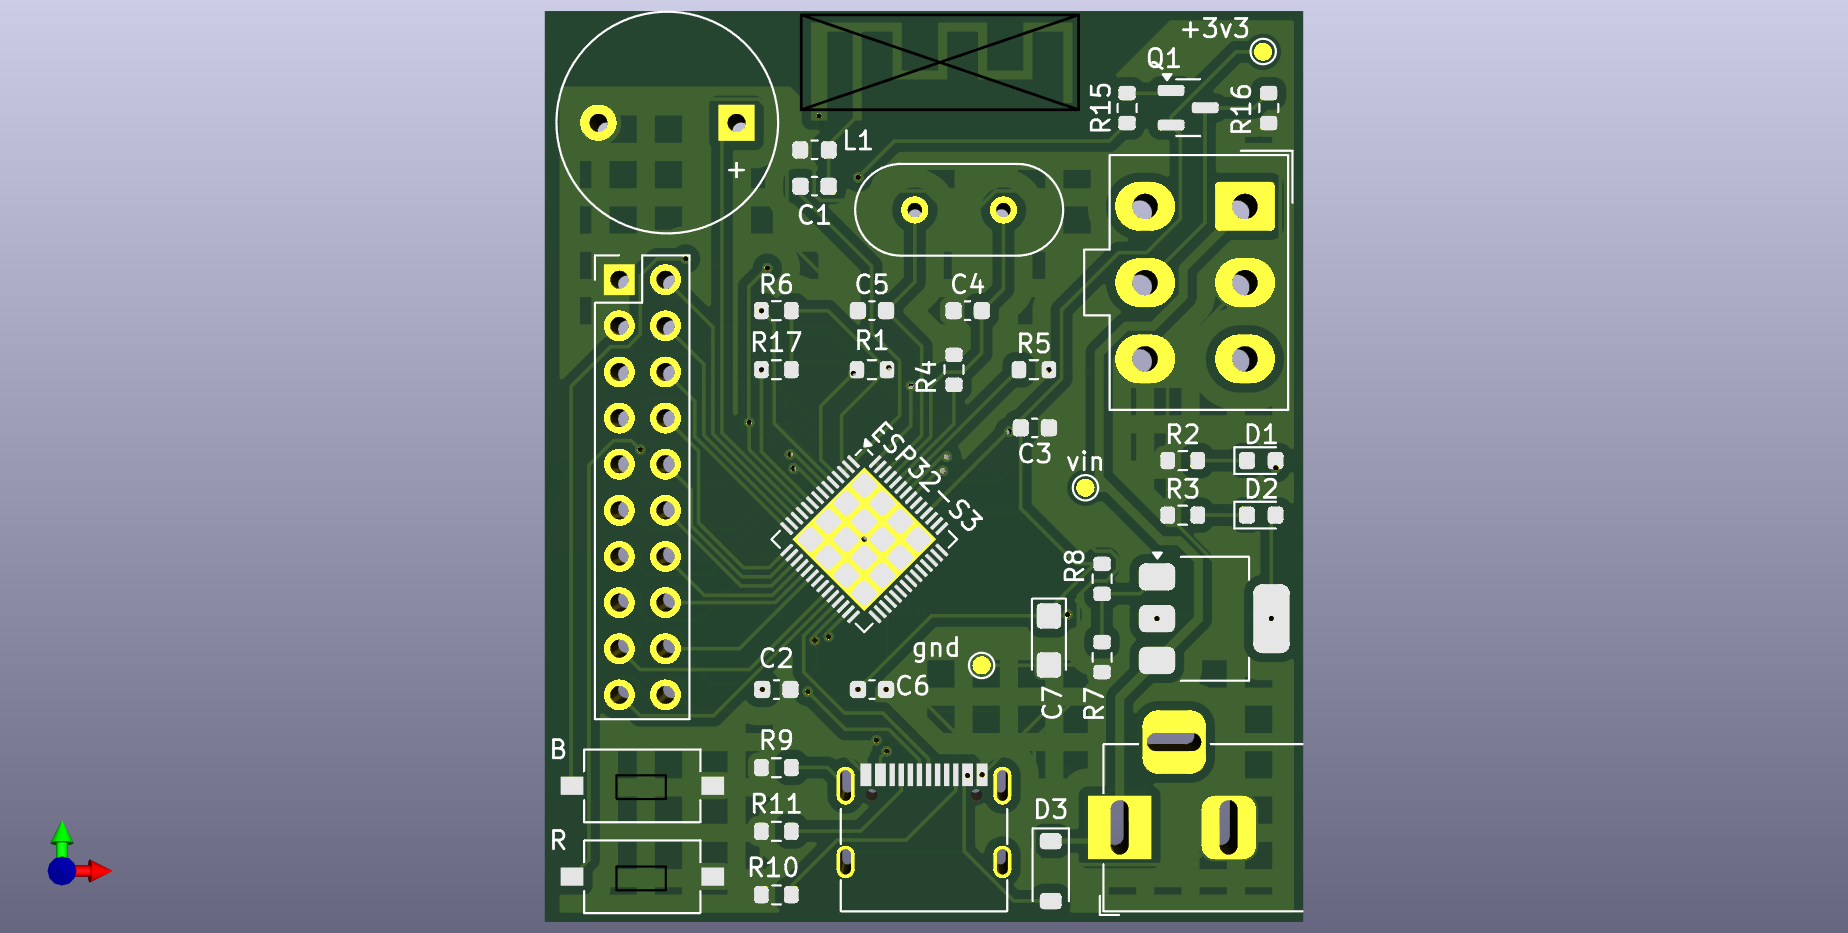 +3v3
Q1
R15
R16
L1
+
C1
R6
C5
C4
R17
R1
R4
R5
ESP32-S3
C3
vin
R2
D1
R3
D2
R8
gnd
C2
C6
C7
R7
B
R9
R11
D3
R
R10